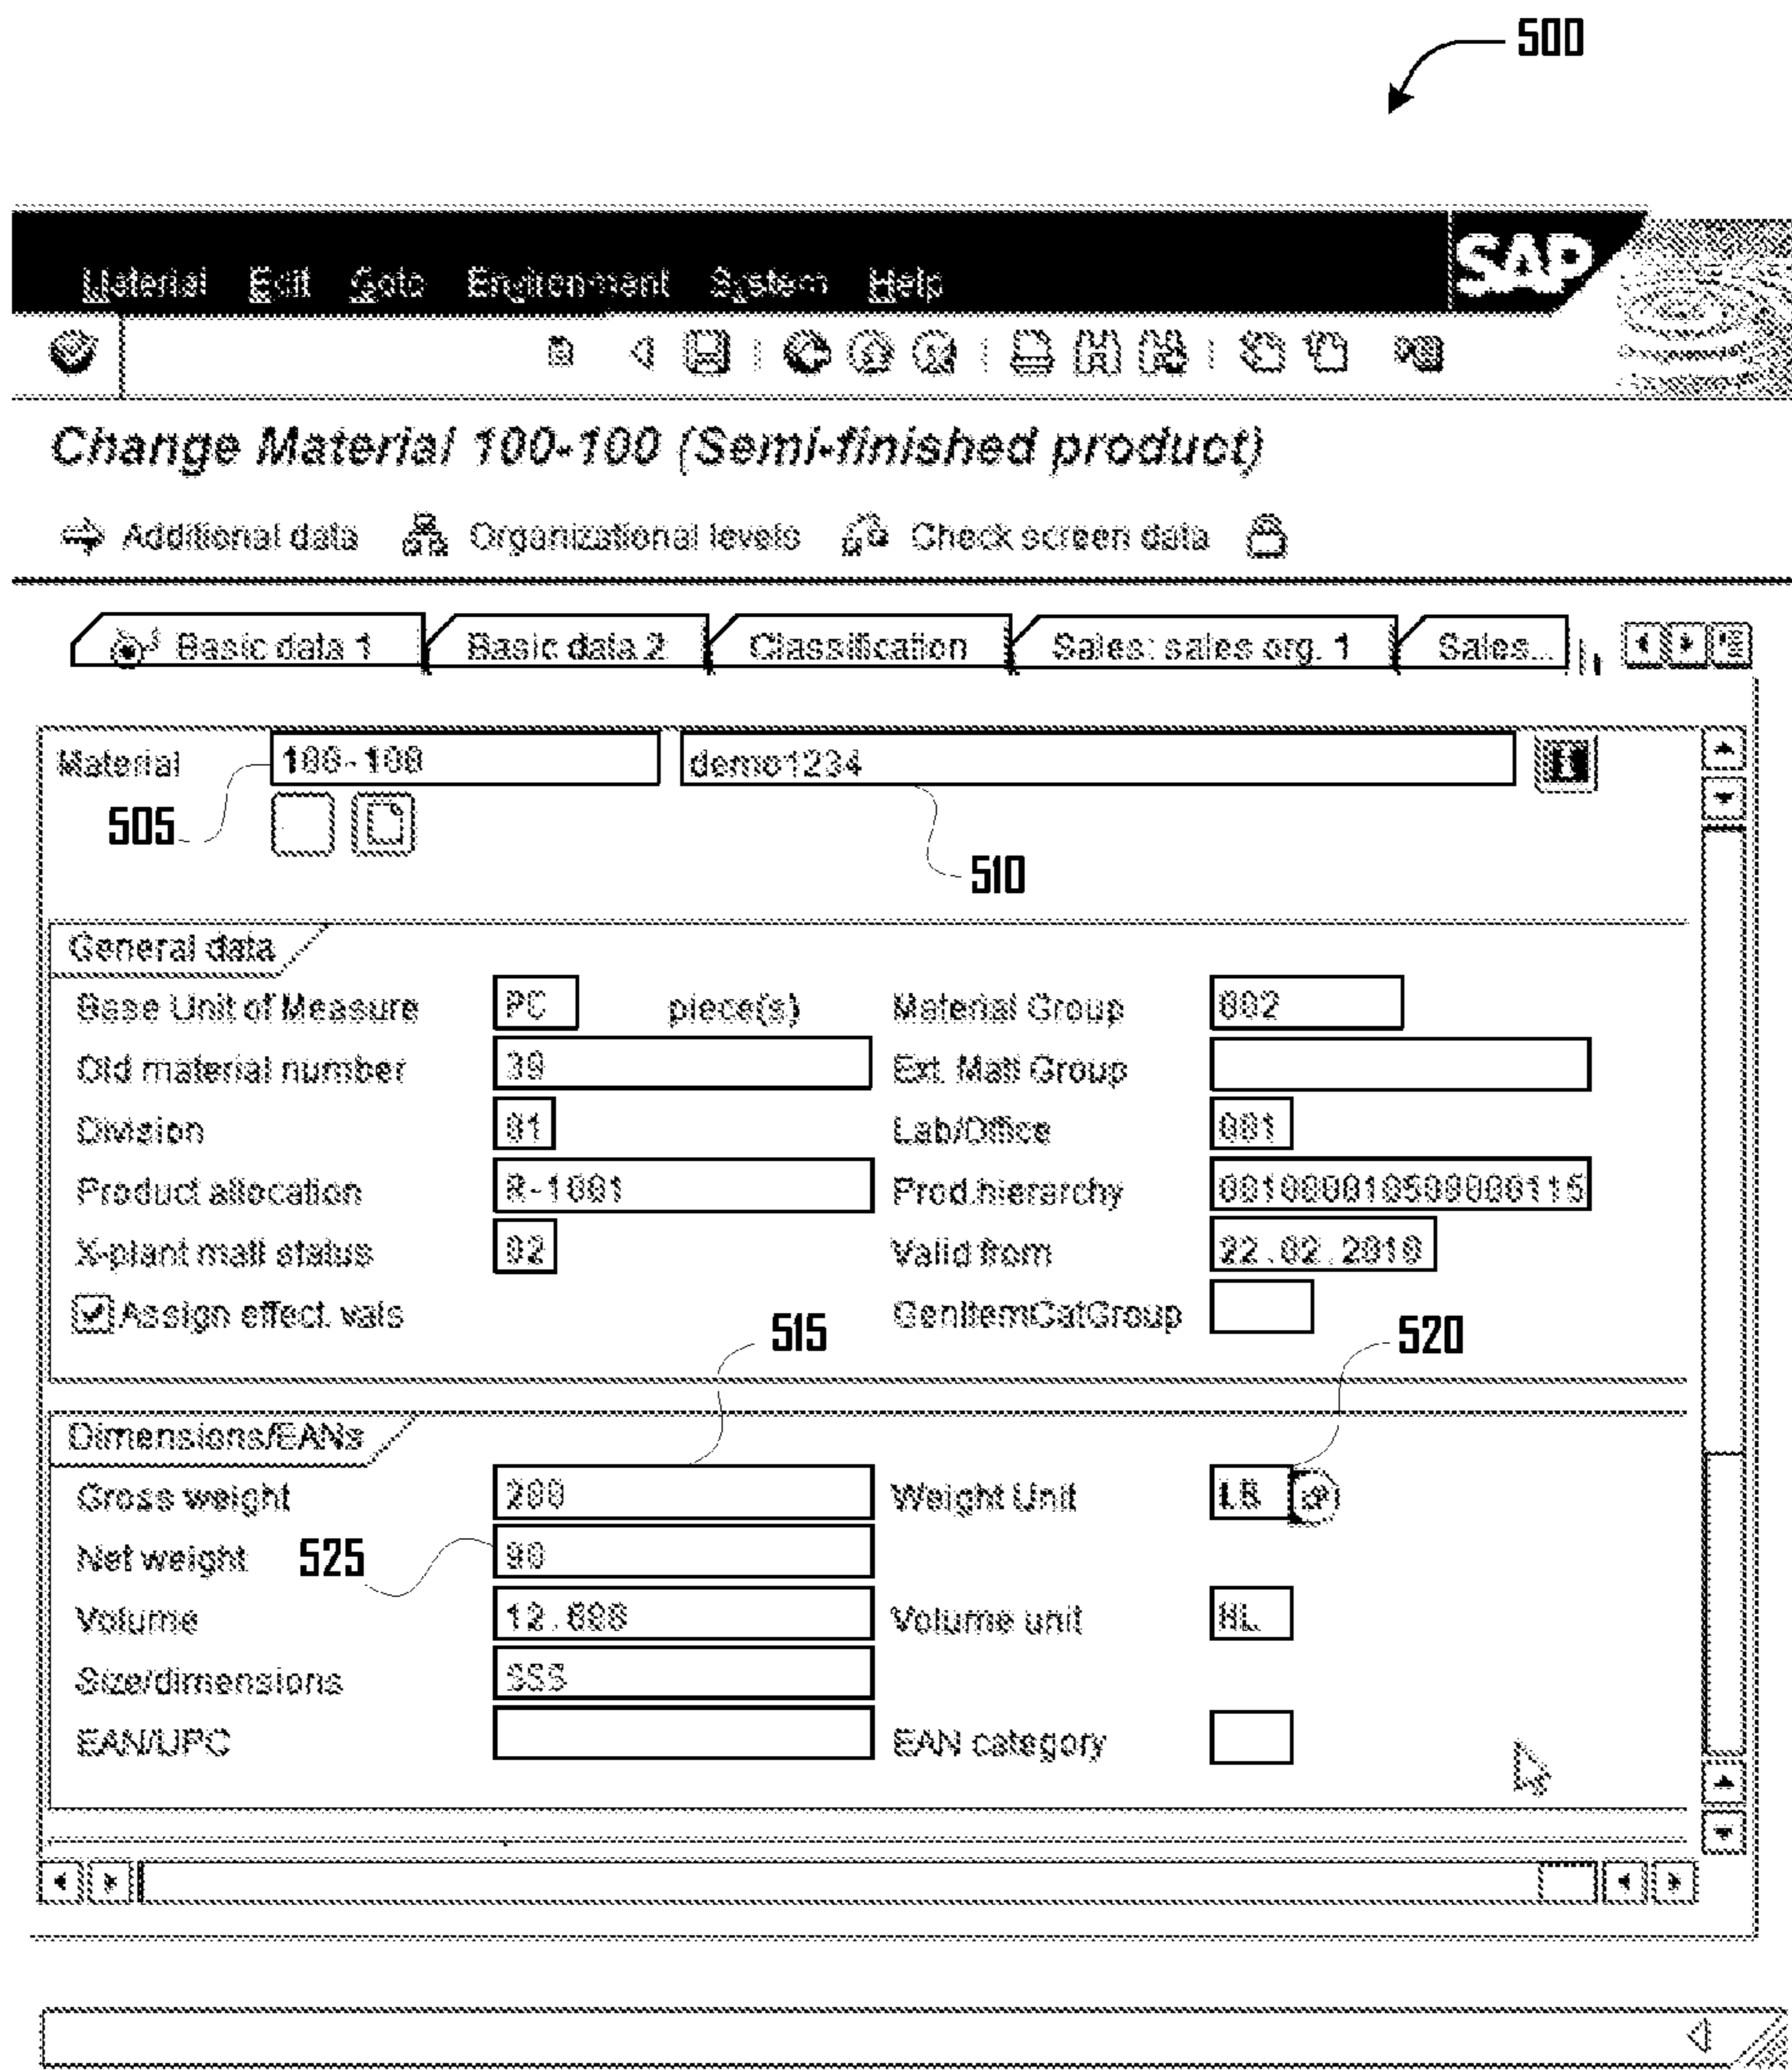 500
SAP
Material Edit Goto Environment System Help
Change Material 100-100 (Semi-finished product)
Additional data Organizational levels Check screen data
Basic data 1 Basic data 2 Classification Sales: sales org. 1 Sales...
Material 100-100 demo1234
505
510
General data
Base Unit of Measure PC piece(s) Material Group 002
Old material number Ext. Matl Group
Division 01 Lab/Office 001
Product allocation R-1001 Prod.hierarchy
X-plant matl status 02 Valid from 22.02.2010
Assign effect. vals GenItemCatGroup
515
520
Dimensions/EANs
Gross weight 200 Weight Unit LB
Net weight 525 90
Volume Volume unit
Size/dimensions
EAN/UPC EAN category